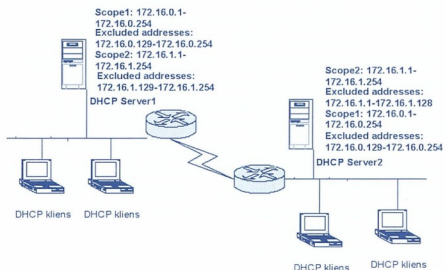 Scope1: 172.16.0.1-
172.16.0.254
Excluded addresses:
172.16.0.129-172.16.0.254
Scope2: 172.16.1.1-
172.16.1.254
Excluded addresses:
172.16.1.129-172.16.1.254
DHCP Server1
DHCP kliens
DHCP kliens
Scope2: 172.16.1.1-
172.16.1.254
Excluded addresses:
172.16.1.1-172.16.1.128
Scope1: 172.16.0.1-
172.16.0.254
Excluded addresses:
172.16.0.129-172.16.0.254
DHCP Server2
DHCP kliens
DHCP kliens